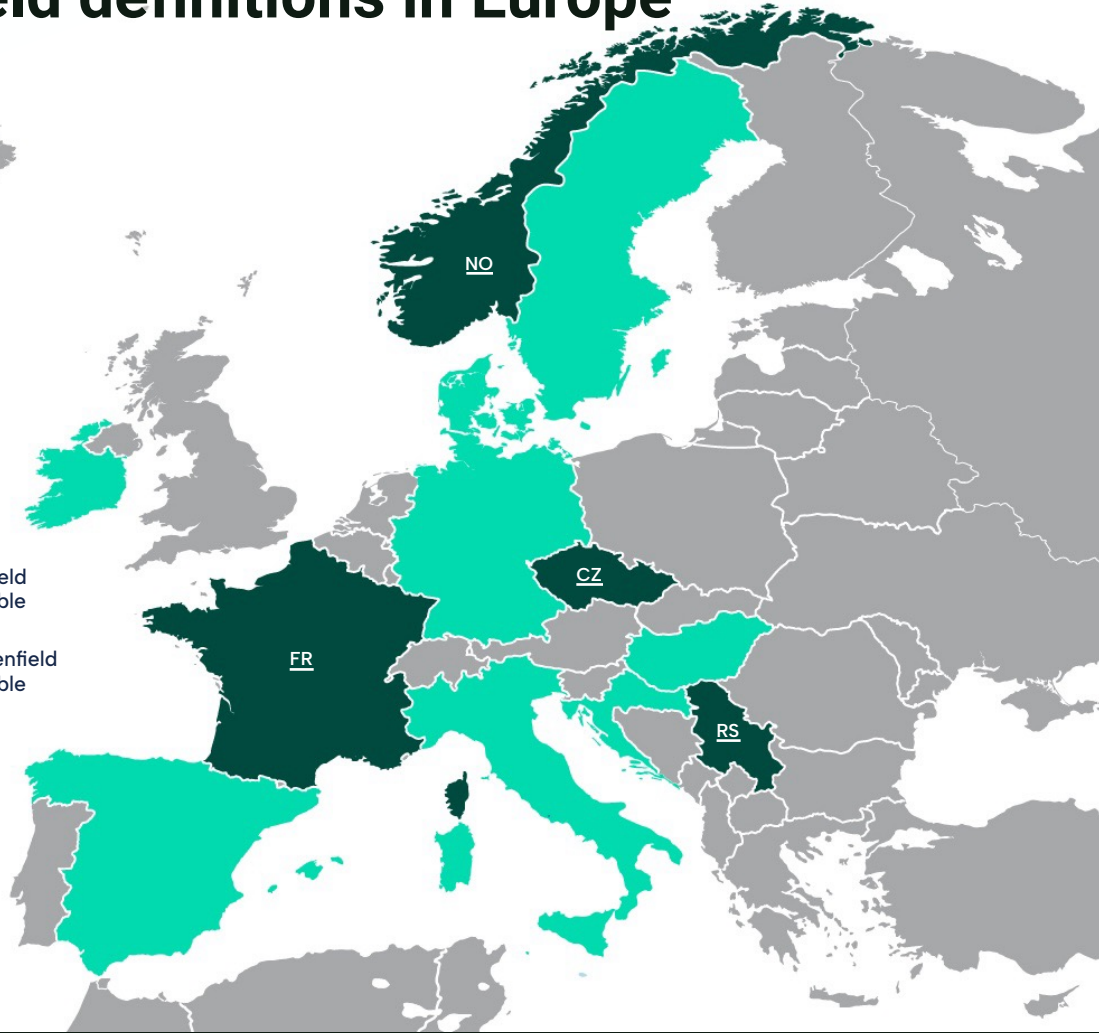 eld definitions in Europe
NO
eld
ble
CZ
enfield
ble
FR
RS